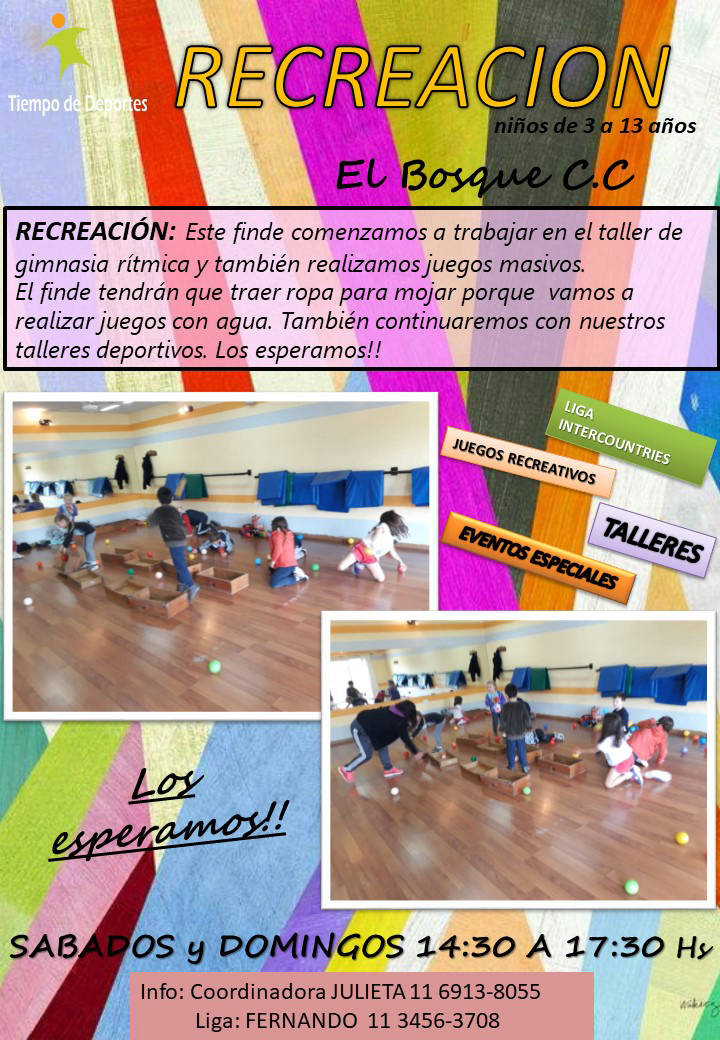 Tiempo de Deportes
RECREACION
niños de 3 a 13 años
El Bosque C.C
RECREACIÓN: Este finde comenzamos a trabajar en el taller de
gimnasia rítmica y también realizamos juegos masivos.
El finde tendrán que traer ropa para mojar porque vamos a
realizar juegos con agua. También continuaremos con nuestros
talleres deportivos. Los esperamos!!
LIGA
INTERCOUNTRIES
JUEGOS RECREATIVOS
TALLERES
EVENTOS ESPECIALES
Los
esperamos!!
SABADOS y DOMINGOS 14:30 A 17:30 Hs
Info: Coordinadora JULIETA 11 6913-8055
Liga: FERNANDO 11 3456-3708